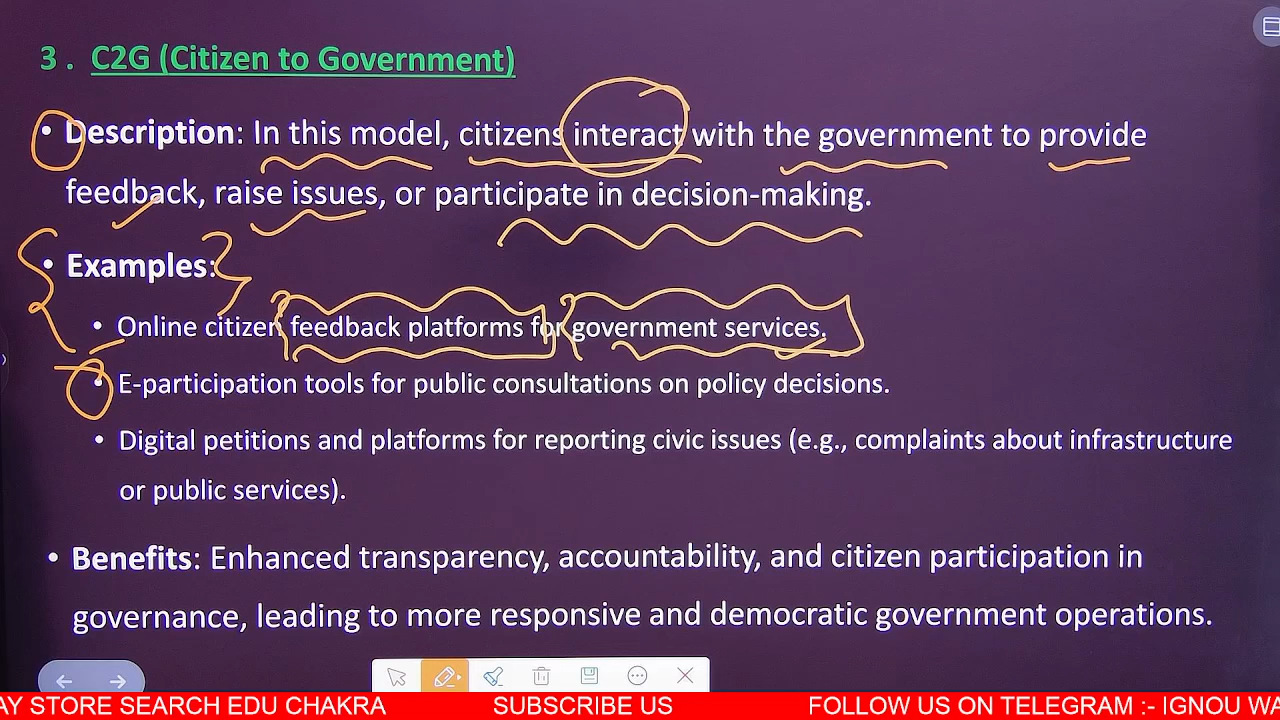 3 . C2G (Citizen to Government)
• Description: In this model, citizens interact with the government to provide
feedback, raise issues, or participate in decision-making.
• Examples:
• Online citizen feedback platforms for government services.
• E-participation tools for public consultations on policy decisions.
• Digital petitions and platforms for reporting civic issues (e.g., complaints about infrastructure
or public services).
• Benefits: Enhanced transparency, accountability, and citizen participation in
governance, leading to more responsive and democratic government operations.
AY STORE SEARCH EDU CHAKRA SUBSCRIBE US FOLLOW US ON TELEGRAM :- IGNOU WA